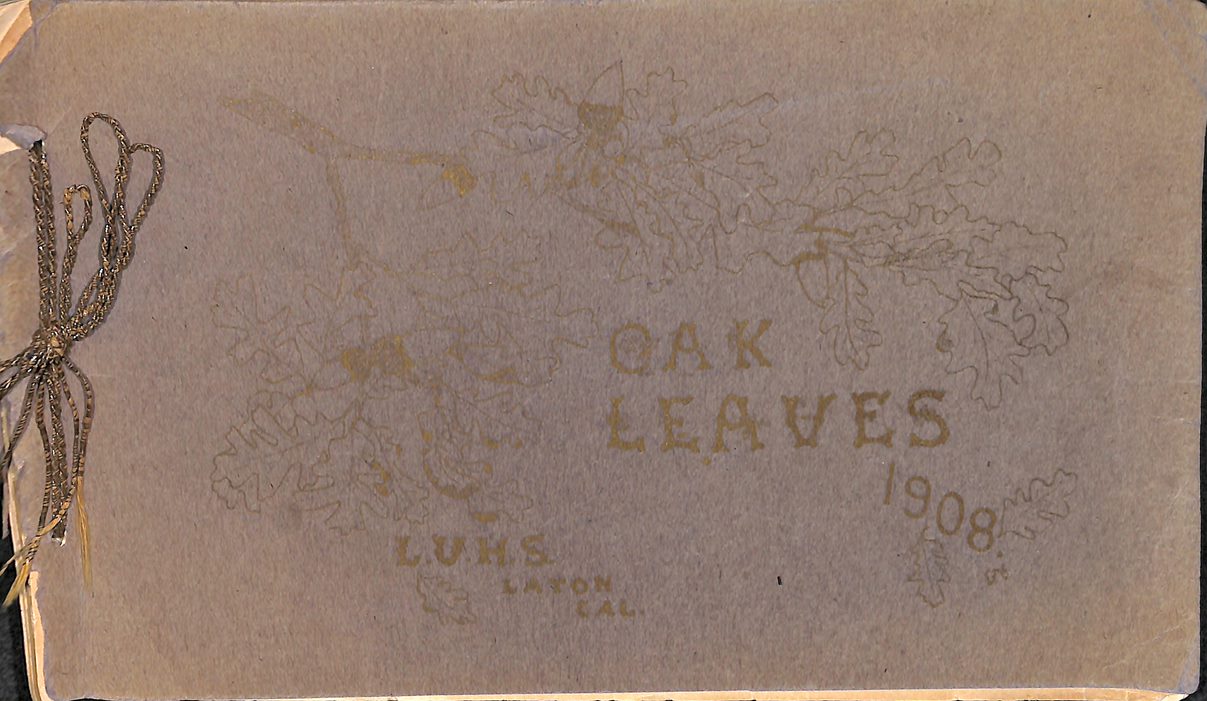 OAK
LEAVES
1908.
L.U.H.S.
LATON
CAL.